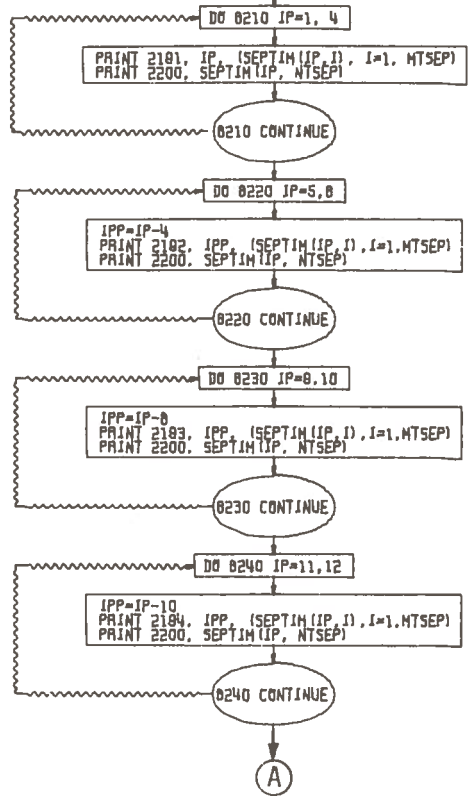 DO 8210 IP=1, 4
PRINT 2191, IP, (SEPTIM(IP,I), I=1, MTSEP)
PRINT 2200, SEPTIM(IP, NTSEP)
8210 CONTINUE
DO 8220 IP=5,8
IPP=IP-4
PRINT 2192, IPP, (SEPTIM(IP,I),I=1,MTSEP)
PRINT 2200, SEPTIM(IP, NTSEP)
8220 CONTINUE
DO 8230 IP=9,10
IPP=IP-8
PRINT 2193, IPP, (SEPTIM(IP,I),I=1,MTSEP)
PRINT 2200, SEPTIM(IP, NTSEP)
8230 CONTINUE
DO 8240 IP=11,12
IPP=IP-10
PRINT 2194, IPP, (SEPTIM(IP,I),I=1,MTSEP)
PRINT 2200, SEPTIM(IP, NTSEP)
8240 CONTINUE
A